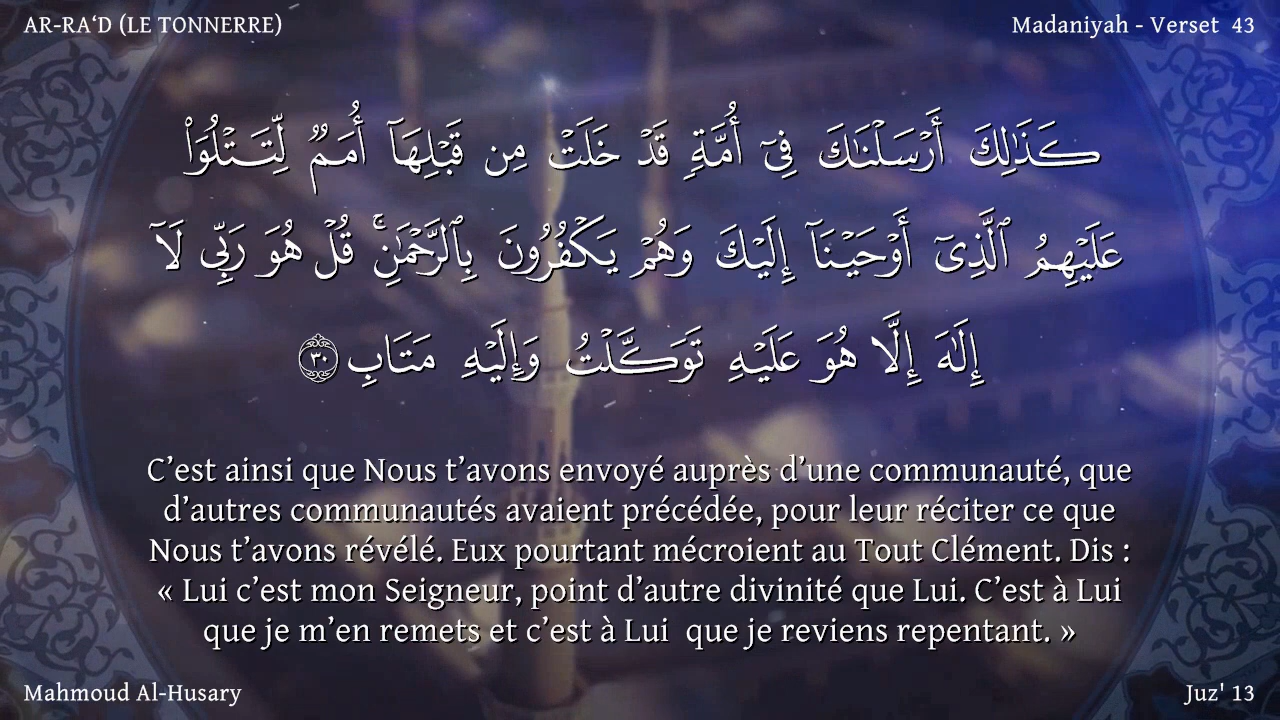 AR-RA‘D (LE TONNERRE)
Madaniyah - Verset 43
كَذَٰلِكَ أَرْسَلْنَٰكَ فِىٓ أُمَّةٍۢ قَدْ خَلَتْ مِن قَبْلِهَآ أُمَمٌۭ لِّتَتْلُوَا۟
عَلَيْهِمُ ٱلَّذِىٓ أَوْحَيْنَآ إِلَيْكَ وَهُمْ يَكْفُرُونَ بِٱلرَّحْمَٰنِ ۚ قُلْ هُوَ رَبِّى لَآ
إِلَٰهَ إِلَّا هُوَ عَلَيْهِ تَوَكَّلْتُ وَإِلَيْهِ مَتَابِ ٣٠
C’est ainsi que Nous t’avons envoyé auprès d’une communauté, que
d’autres communautés avaient précédée, pour leur réciter ce que
Nous t’avons révélé. Eux pourtant mécroient au Tout Clément. Dis :
« Lui c’est mon Seigneur, point d’autre divinité que Lui. C’est à Lui
que je m’en remets et c’est à Lui que je reviens repentant. »
Mahmoud Al-Husary
Juz' 13